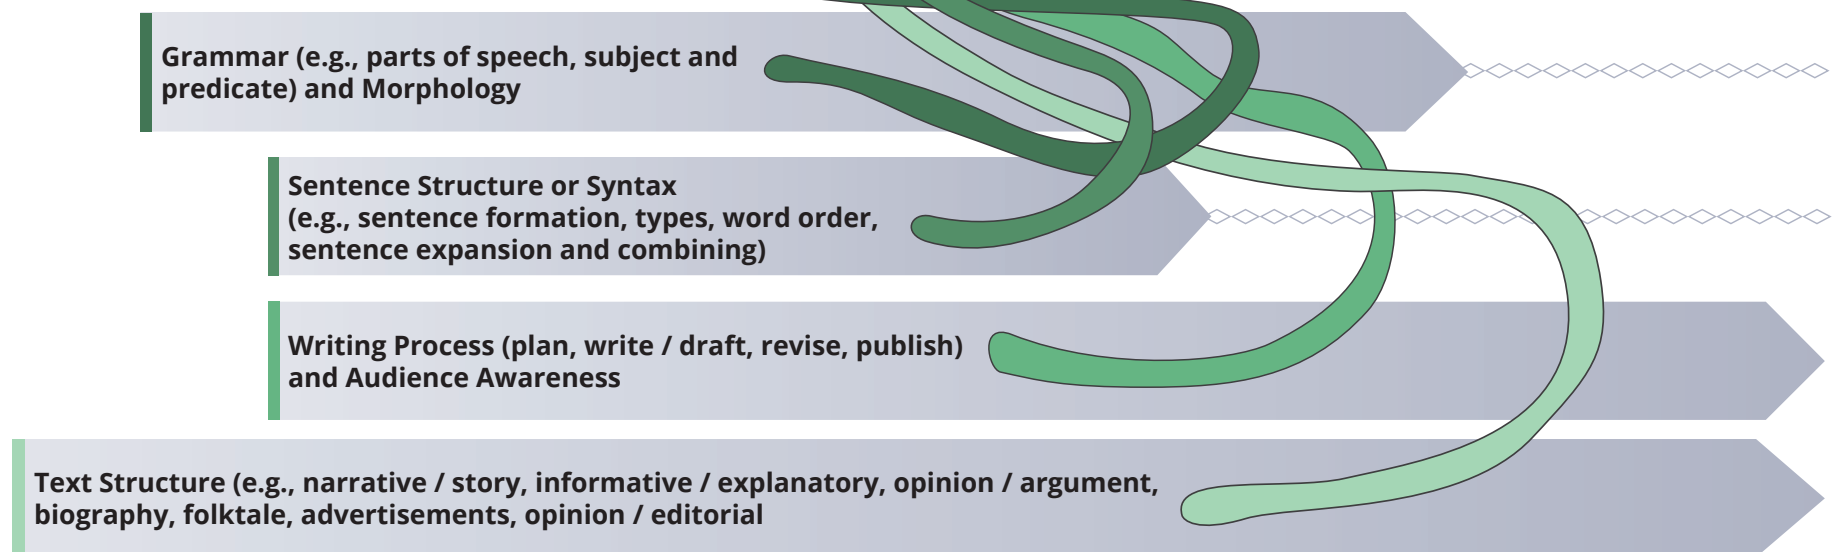 Grammar (e.g., parts of speech, subject and
predicate) and Morphology
Sentence Structure or Syntax
(e.g., sentence formation, types, word order,
sentence expansion and combining)
Writing Process (plan, write / draft, revise, publish)
and Audience Awareness
Text Structure (e.g., narrative / story, informative / explanatory, opinion / argument,
biography, folktale, advertisements, opinion / editorial